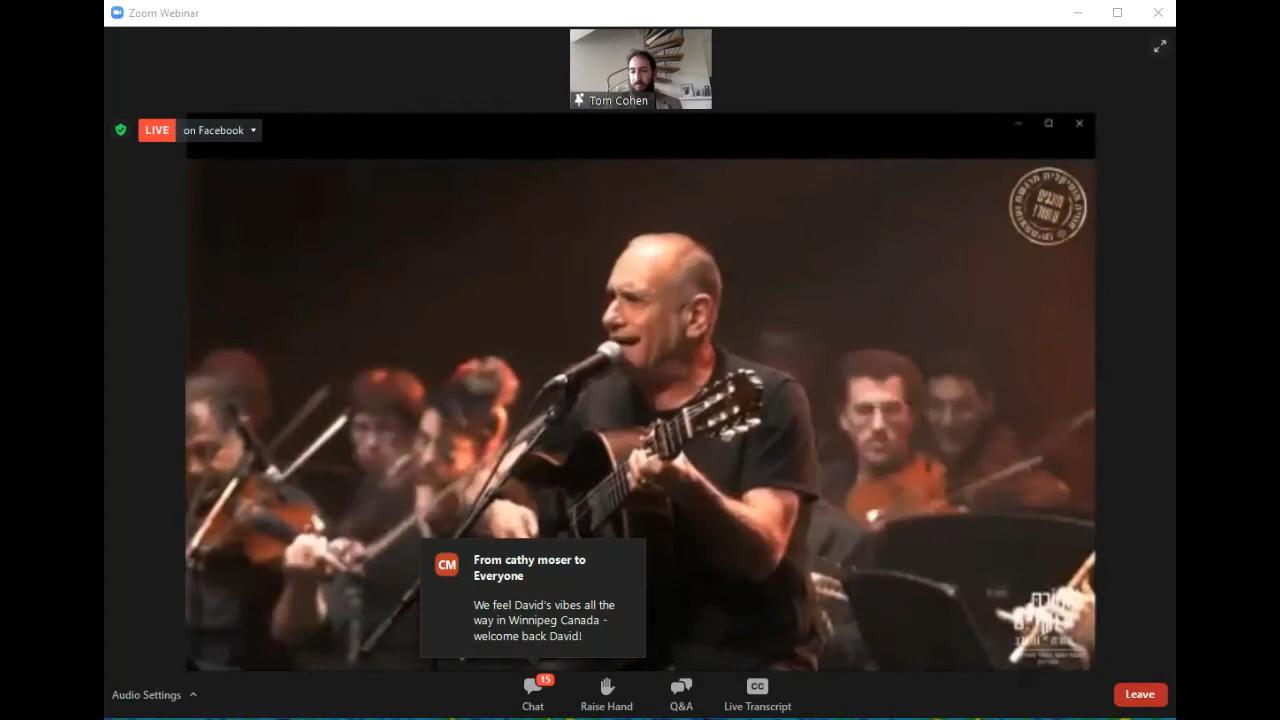 Zoom Webinar
Tom Cohen
LIVE on Facebook
CM
From cathy moser to
Everyone
We feel David's vibes all the
way in Winnipeg Canada -
welcome back David!
Audio Settings
15
Chat
Raise Hand
Q&A
CC
Live Transcript
Leave